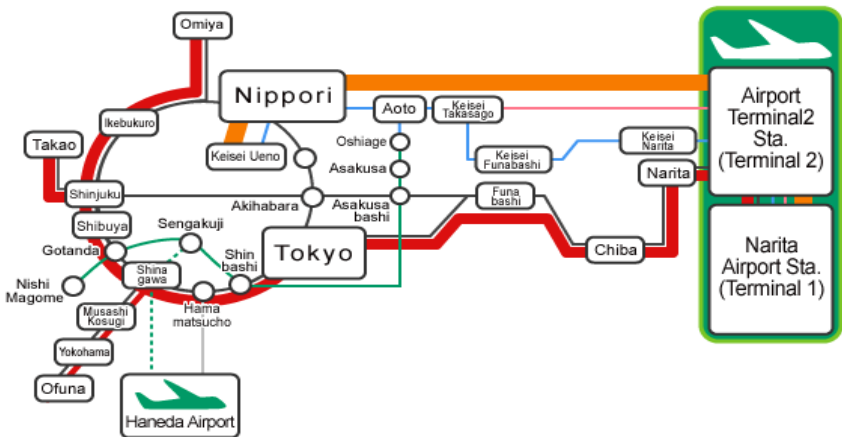 Omiya
Nippori
Aoto
Keisei
Takasago
Airport
Terminal2
Sta.
(Terminal 2)
Ikebukuro
Oshiage
Keisei
Narita
Takao
Keisei Ueno
Asakusa
Keisei
Funabashi
Narita
Shinjuku
Akihabara
Asakusa
bashi
Funa
bashi
Shibuya
Sengakuji
Gotanda
Shin
bashi
Tokyo
Chiba
Narita
Airport Sta.
(Terminal 1)
Nishi
Magome
Shina
gawa
Musashi
Kosugi
Hama
matsucho
Yokohama
Ofuna
Haneda Airport